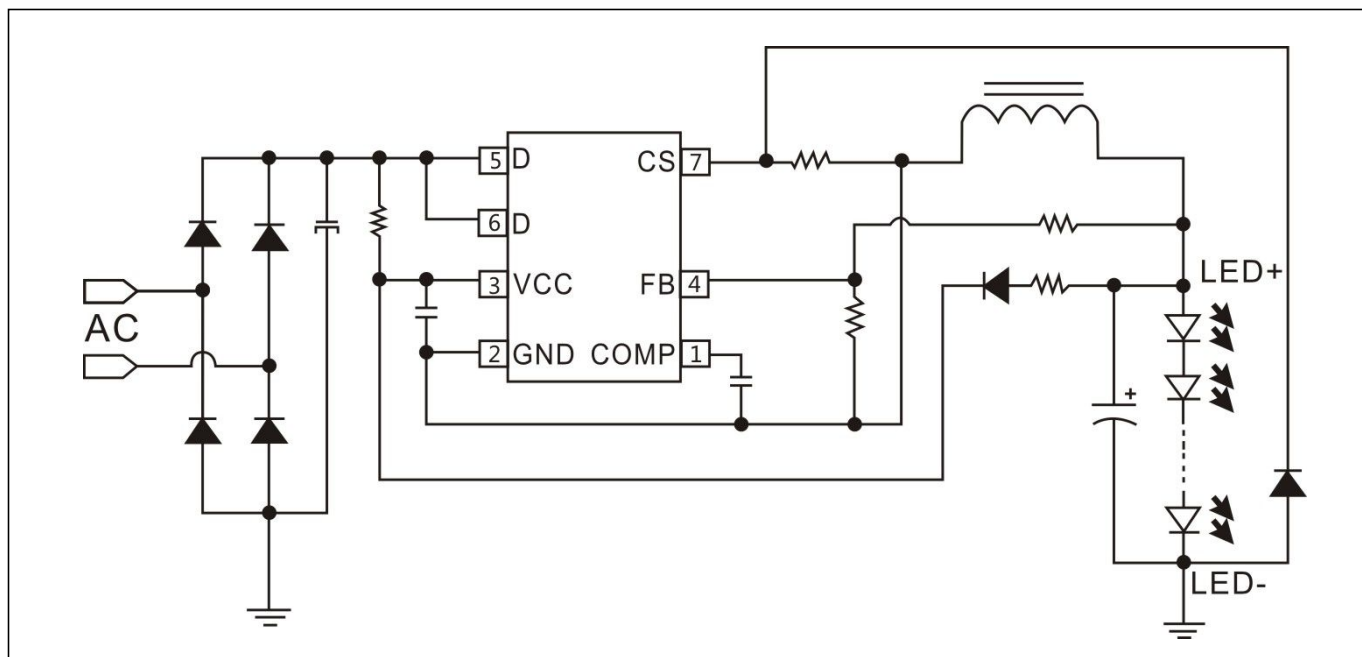 5 D
CS 7
6 D
3 VCC
FB 4
LED+
AC
2 GND
COMP 1
+
LED-